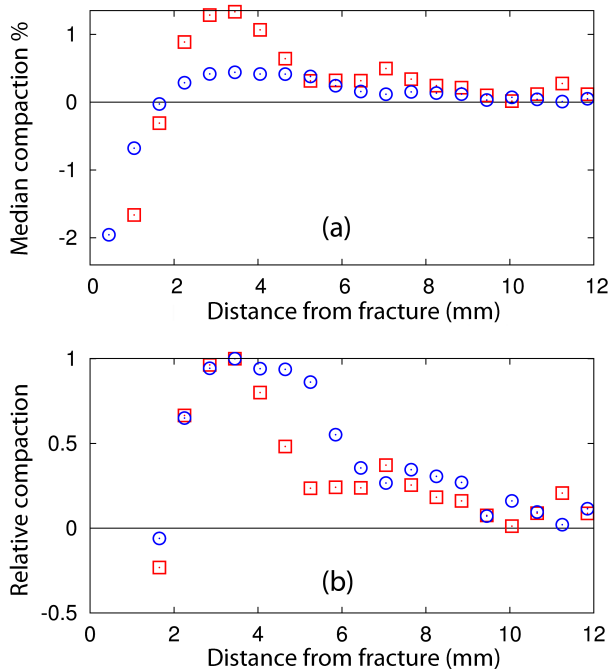 Median compaction %
1
0
-1
-2
(a)
0 2 4 6 8 10 12
Distance from fracture (mm)
Relative compaction
1
0.5
0
-0.5
(b)
0 2 4 6 8 10 12
Distance from fracture (mm)